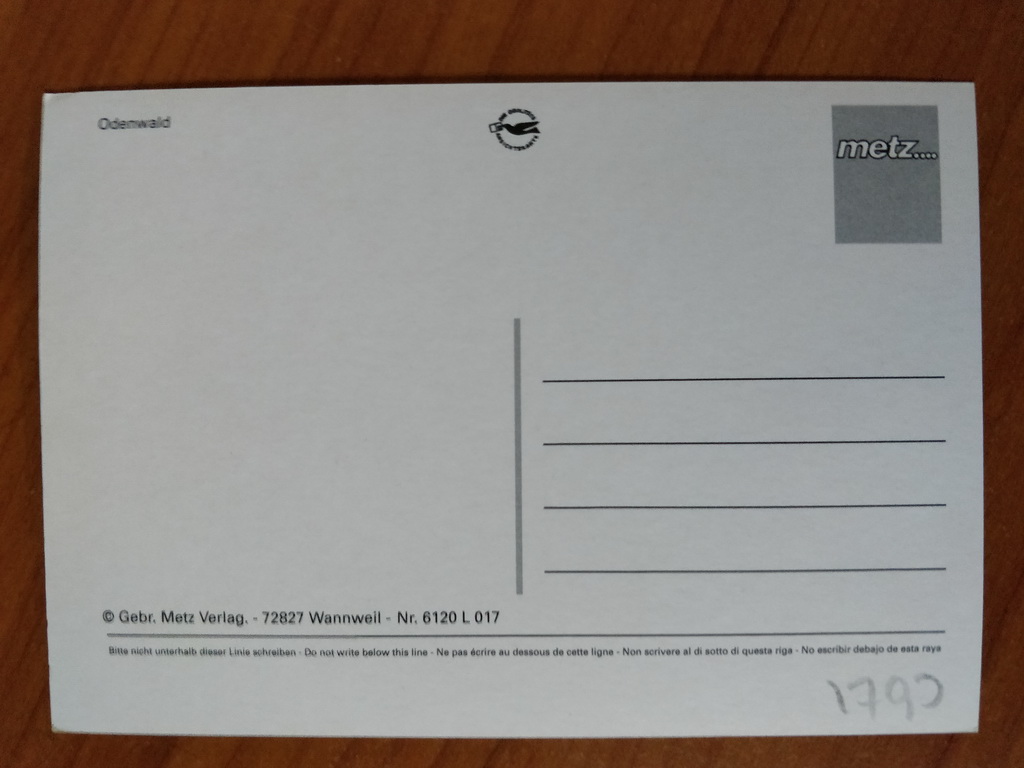 Odenwald
metz....
© Gebr. Metz Verlag. - 72827 Wannweil - Nr. 6120 L 017
Bitte nicht unterhalb dieser Linie schreiben - Do not write below this line - Ne pas écrire au dessous de cette ligne - Non scrivere al di sotto di questa riga - No escribir debajo de esta raya